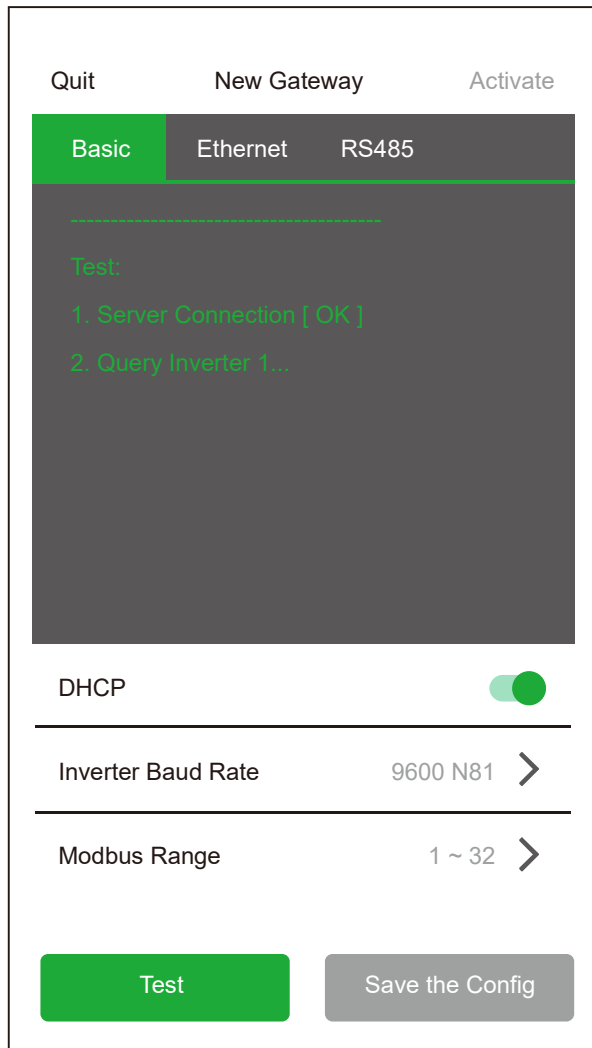 Quit New Gateway Activate
Basic Ethernet RS485
---------------------------------------
Test:
1. Server Connection [ OK ]
2. Query Inverter 1...
DHCP
Inverter Baud Rate 9600 N81
Modbus Range 1 ~ 32
Test Save the Config